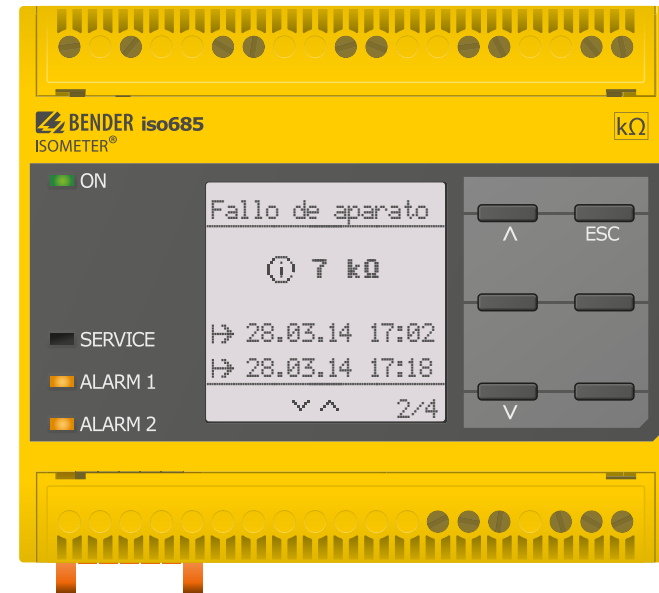 BENDER iso685
ISOMETER®
kΩ
ON
Fallo de aparato
7 kΩ
28.03.14 17:02
28.03.14 17:18
2/4
SERVICE
ALARM 1
ALARM 2
Λ
ESC
V